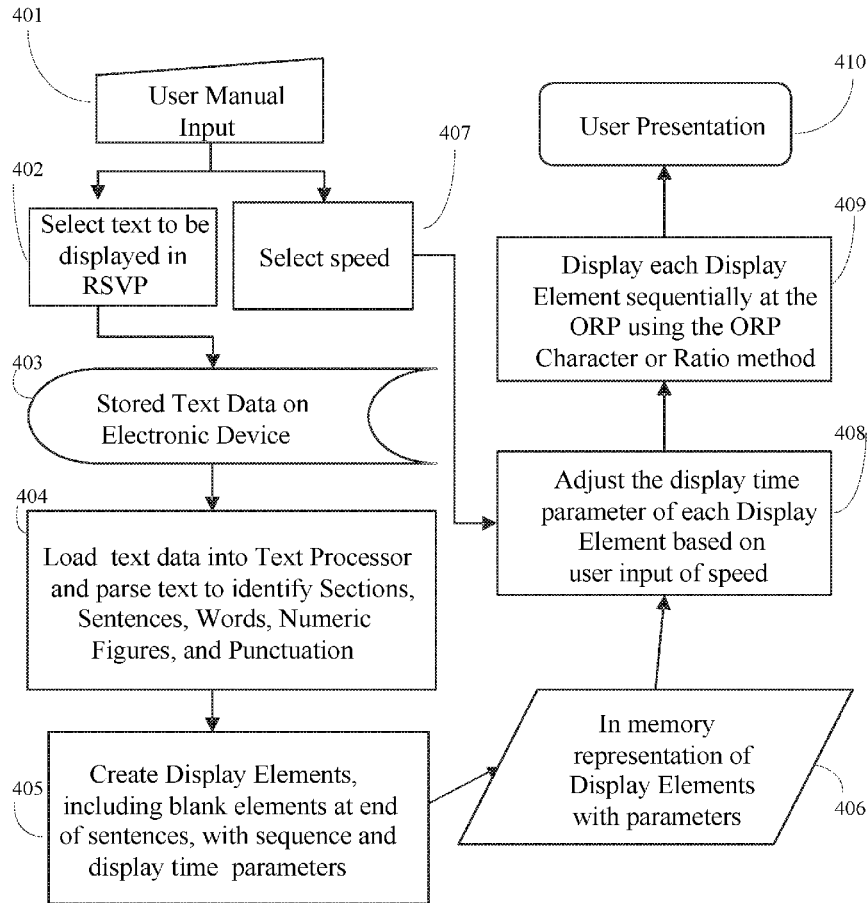 401
User Manual
Input
402
Select text to be
displayed in
RSVP
407
Select speed
403
Stored Text Data on
Electronic Device
404
Load text data into Text Processor
and parse text to identify Sections,
Sentences, Words, Numeric
Figures, and Punctuation
405
Create Display Elements,
including blank elements at end
of sentences, with sequence and
display time parameters
In memory
representation of
Display Elements
with parameters
406
Adjust the display time
parameter of each Display
Element based on
user input of speed
408
Display each Display
Element sequentially at the
ORP using the ORP
Character or Ratio method
409
User Presentation
410